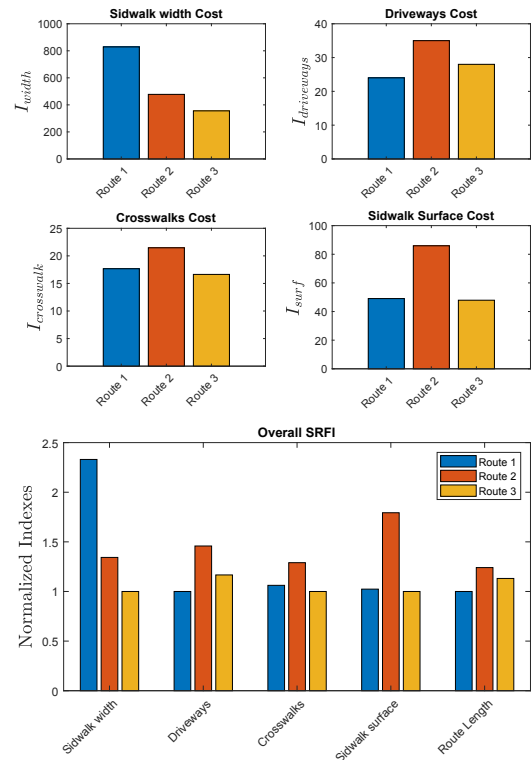 Sidwalk width Cost
1000
800
600
400
200
0
I_width
Route 1
Route 2
Route 3
Driveways Cost
40
30
20
10
0
I_driveways
Route 1
Route 2
Route 3
Crosswalks Cost
25
20
15
10
5
0
I_crosswalk
Route 1
Route 2
Route 3
Sidwalk Surface Cost
100
80
60
40
20
0
I_surf
Route 1
Route 2
Route 3
Overall SRFI
2.5
2
1.5
1
0.5
0
Normalized Indexes
Route 1
Route 2
Route 3
Sidwalk width
Driveways
Crosswalks
Sidwalk surface
Route Length